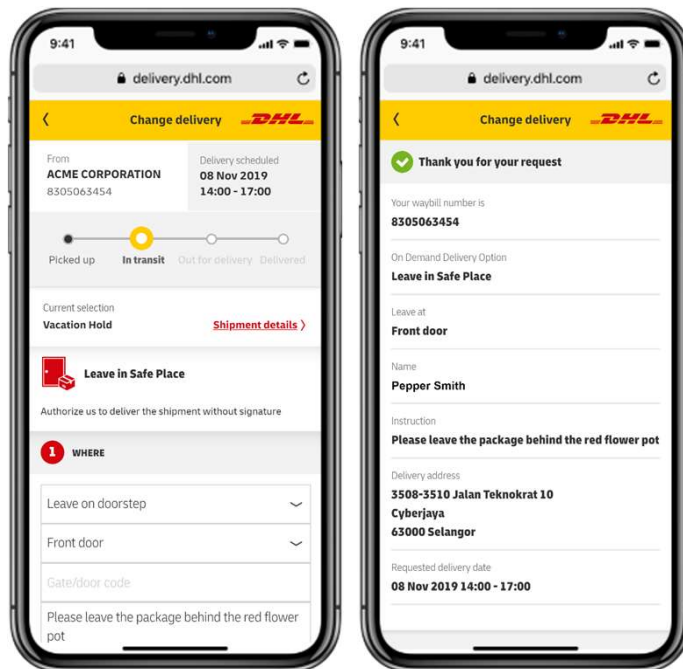 9:41
delivery.dhl.com
Change delivery
DHL
From
ACME CORPORATION
8305063454
Delivery scheduled
08 Nov 2019
14:00 - 17:00
Picked up
In transit
Out for delivery
Delivered
Current selection
Vacation Hold
Shipment details
Leave in Safe Place
Authorize us to deliver the shipment without signature
1 WHERE
Leave on doorstep
Front door
Gate/door code
Please leave the package behind the red flower
pot
9:41
delivery.dhl.com
Change delivery
DHL
Thank you for your request
Your waybill number is
8305063454
On Demand Delivery Option
Leave in Safe Place
Leave at
Front door
Name
Pepper Smith
Instruction
Please leave the package behind the red flower pot
Delivery address
3508-3510 Jalan Teknokrat 10
Cyberjaya
63000 Selangor
Requested delivery date
08 Nov 2019 14:00 - 17:00